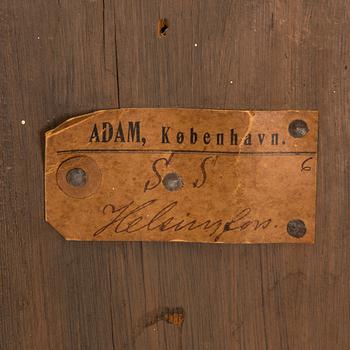 ADAM, København.
S S 6
Helsingfors.